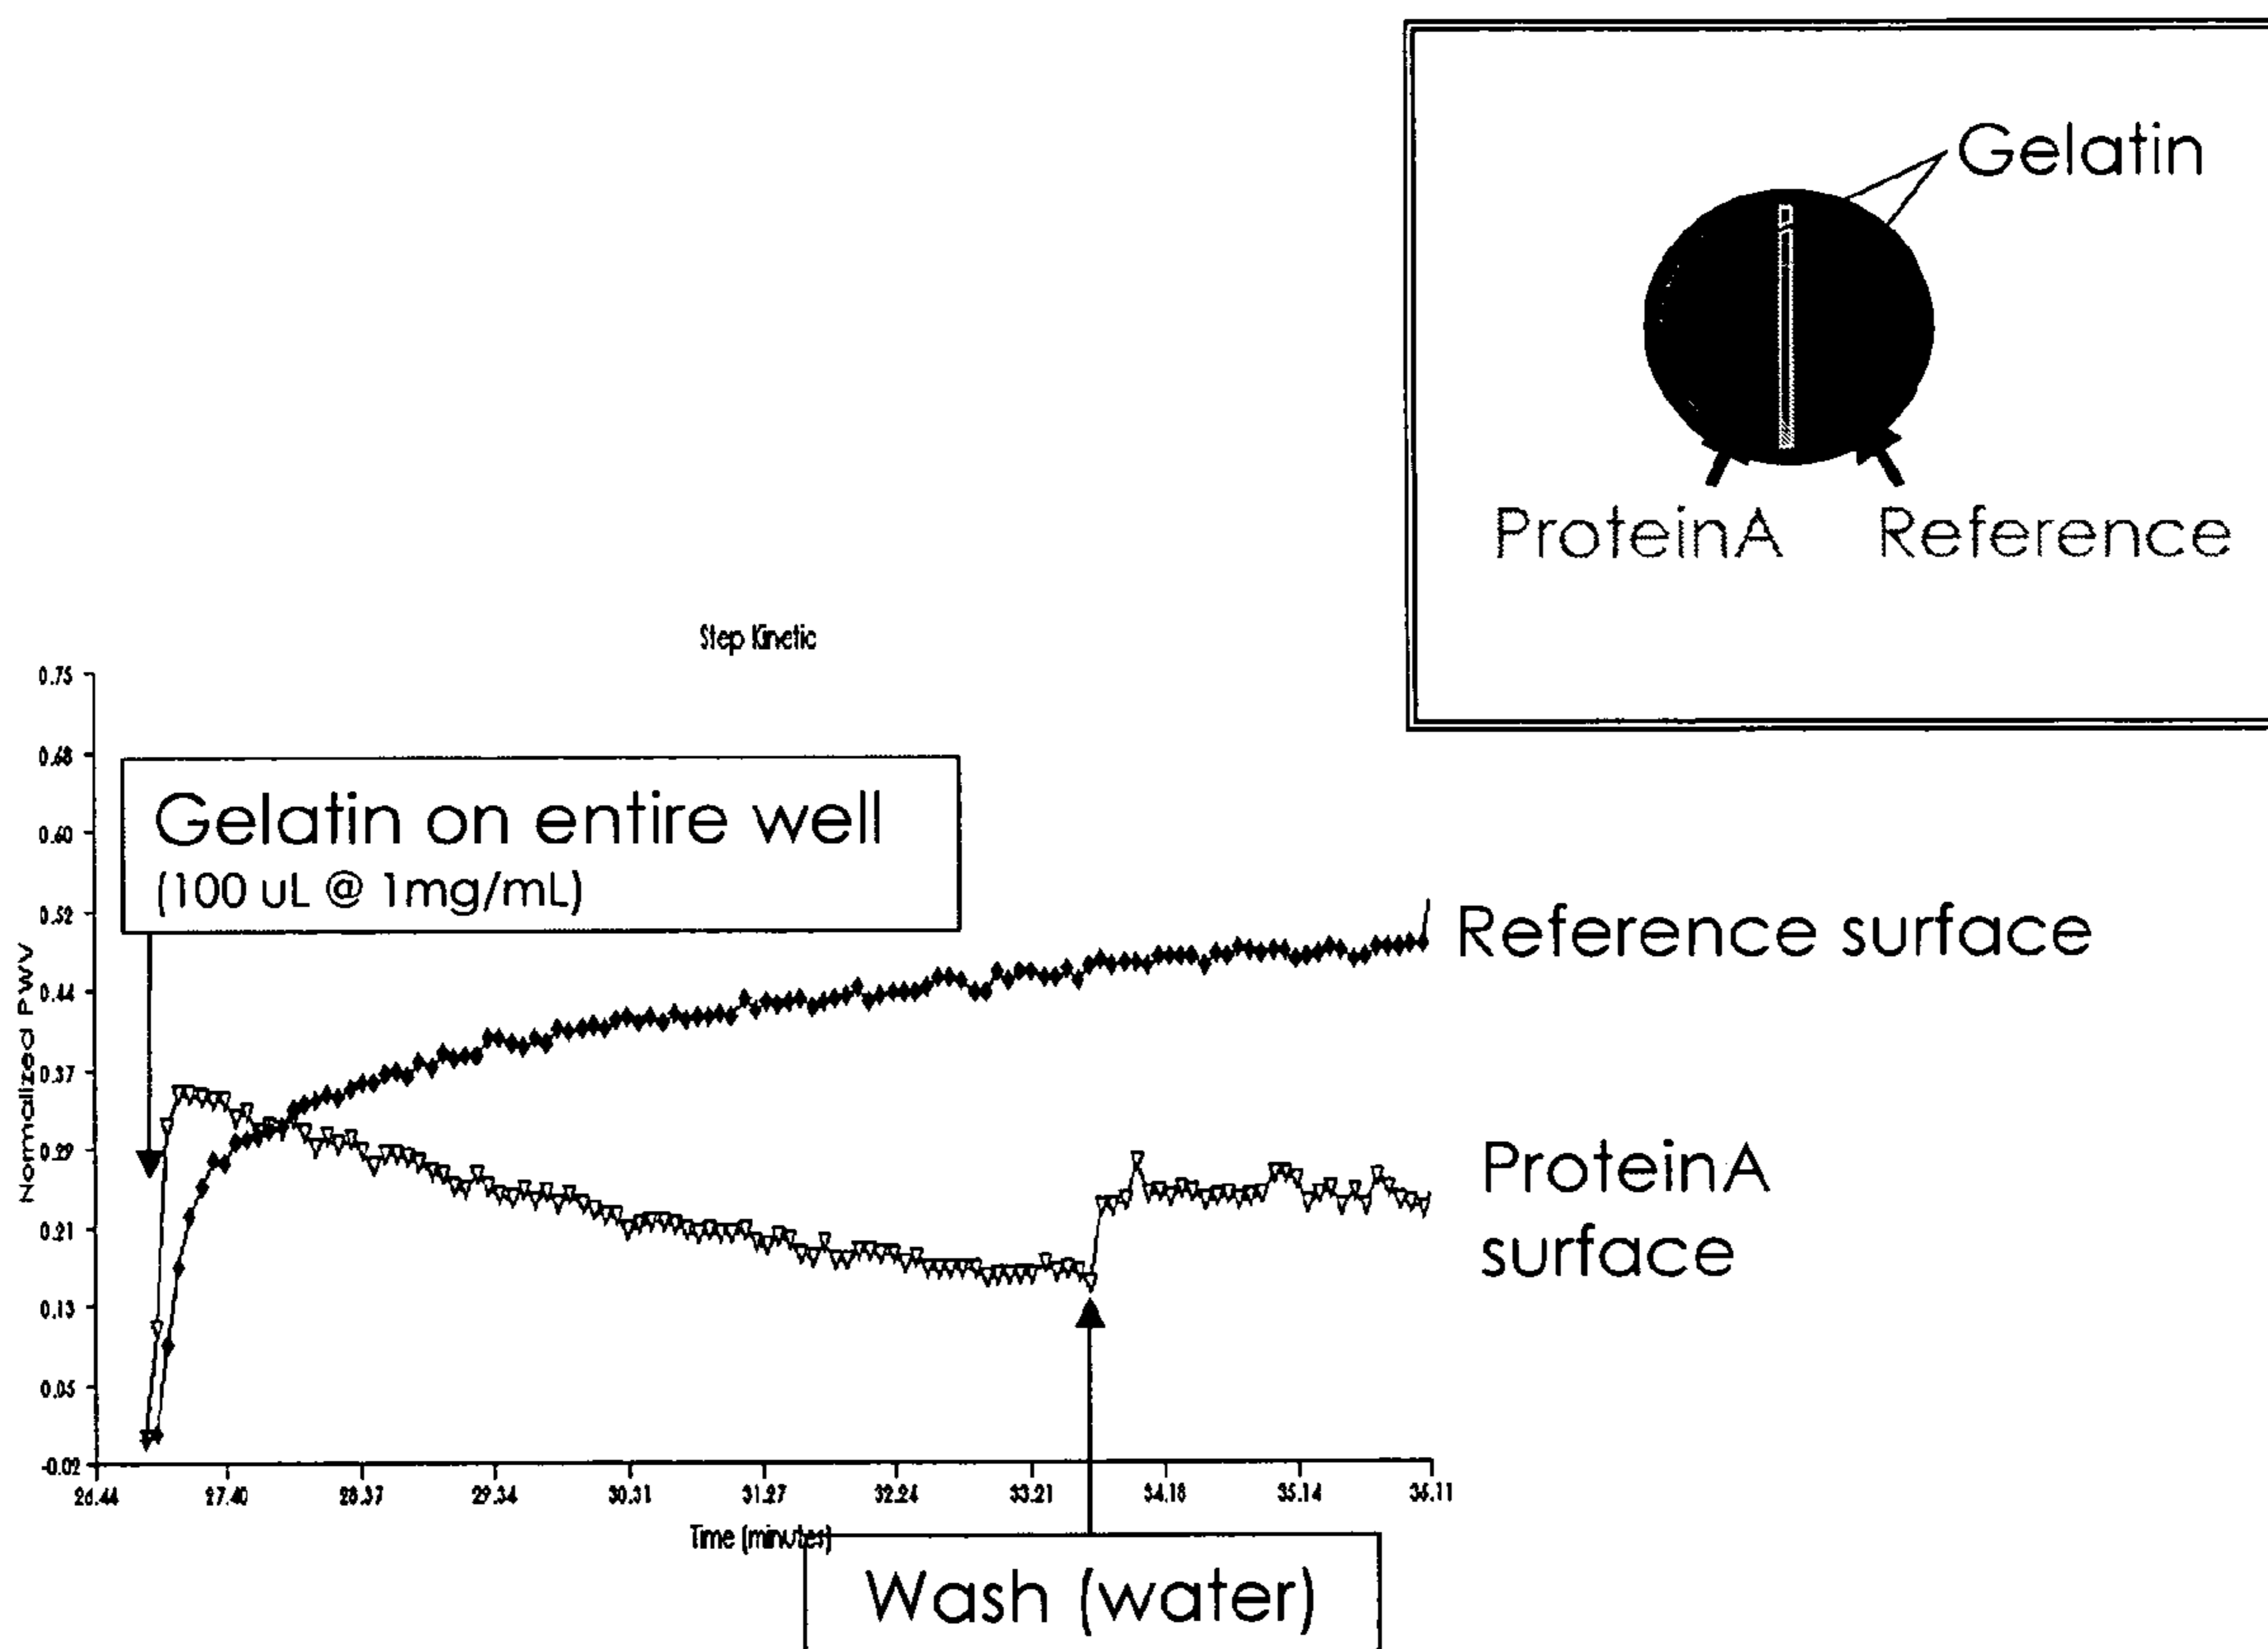 Gelatin
ProteinA
Reference
Step Kinetic
0.75
0.68
0.60
0.52
0.44
0.37
0.29
0.21
0.13
0.05
-0.02
Normalized PWV
Gelatin on entire well
(100 uL @ 1mg/mL)
Reference surface
ProteinA
surface
26.44
27.40
28.37
29.34
30.31
31.27
32.24
33.21
34.18
35.14
36.11
Time (minutes)
Wash (water)